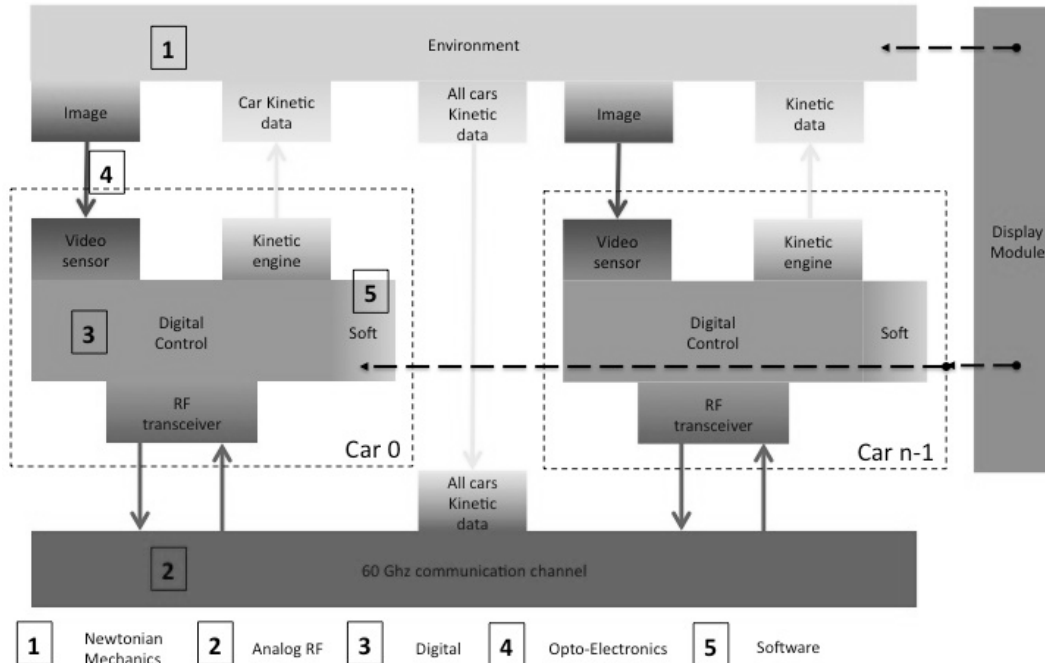 1
Environment
Image
Car Kinetic
data
All cars
Kinetic
data
Image
Kinetic
data
4
Video
sensor
Kinetic
engine
5
3
Digital
Control
Soft
RF
transceiver
Car 0
Video
sensor
Kinetic
engine
Digital
Control
Soft
RF
transceiver
Car n-1
Display
Module
All cars
Kinetic
data
2
60 Ghz communication channel
1
Newtonian
Mechanics
2
Analog RF
3
Digital
4
Opto-Electronics
5
Software